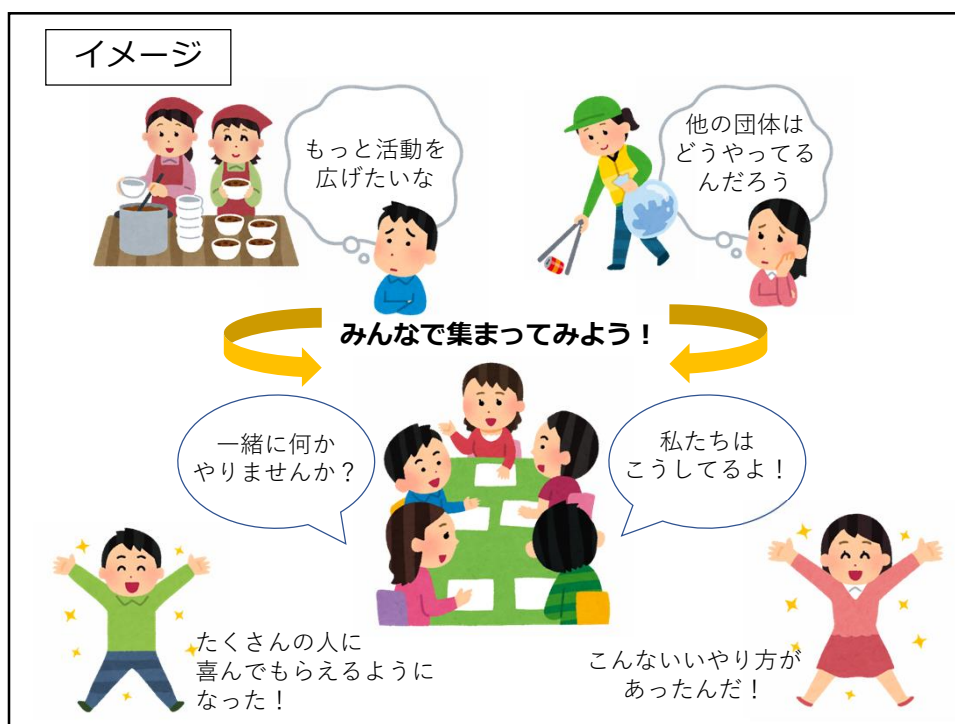 イメージ
もっと活動を
広げたいな
他の団体は
どうやってる
んだろう
みんなで集まってみよう！
一緒に何か
やりませんか？
私たちは
こうしてるよ！
たくさんの人に
喜んでもらえるように
なった！
こんないいやり方が
あったんだ！